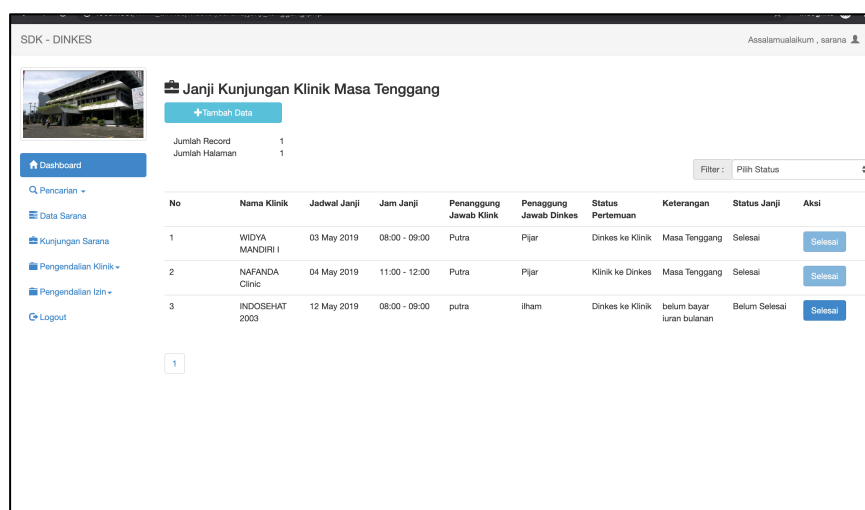 SDK - DINKES
Assalamualaikum , sarana
Janji Kunjungan Klinik Masa Tenggang
+Tambah Data
Jumlah Record 1
Jumlah Halaman 1
Filter : Pilih Status
Dashboard
Pencarian
Data Sarana
Kunjungan Sarana
Pengendalian Klinik
Pengendalian Izin
Logout
No Nama Klinik Jadwal Janji Jam Janji Penanggung Penaggung Status Keterangan Status Janji Aksi
Jawab Klink Jawab Dinkes Pertemuan
1 WIDYA 03 May 2019 08:00 - 09:00 Putra Pijar Dinkes ke Klinik Masa Tenggang Selesai Selesai
MANDIRI I
2 NAFANDA 04 May 2019 11:00 - 12:00 Putra Pijar Klinik ke Dinkes Masa Tenggang Selesai Selesai
Clinic
3 INDOSEHAT 12 May 2019 08:00 - 09:00 putra ilham Dinkes ke Klinik belum bayar Belum Selesai Selesai
2003 iuran bulanan
1